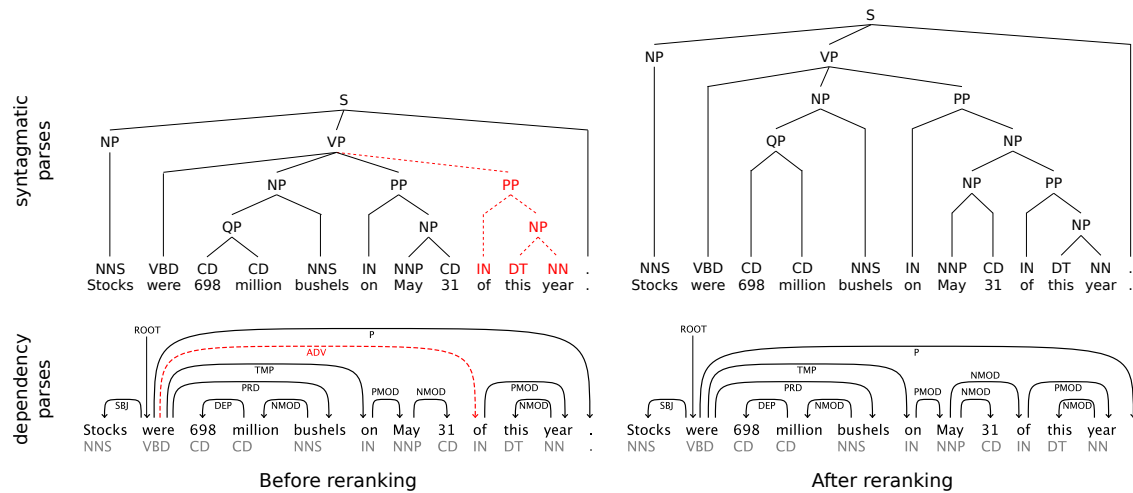 syntagmatic
parses
S
NP VP
NP PP PP
QP NP NP
NNS VBD CD CD NNS IN NNP CD IN DT NN .
Stocks were 698 million bushels on May 31 of this year .
S
NP VP
NP PP
QP NP
NP PP
NP
NNS VBD CD CD NNS IN NNP CD IN DT NN .
Stocks were 698 million bushels on May 31 of this year .
dependency
parses
ROOT
P
ADV
TMP
PRD PMOD NMOD PMOD
SBJ DEP NMOD NMOD
Stocks were 698 million bushels on May 31 of this year .
NNS VBD CD CD NNS IN NNP CD IN DT NN .
Before reranking
ROOT
P
TMP NMOD
PRD PMOD NMOD PMOD
SBJ DEP NMOD NMOD
Stocks were 698 million bushels on May 31 of this year .
NNS VBD CD CD NNS IN NNP CD IN DT NN .
After reranking